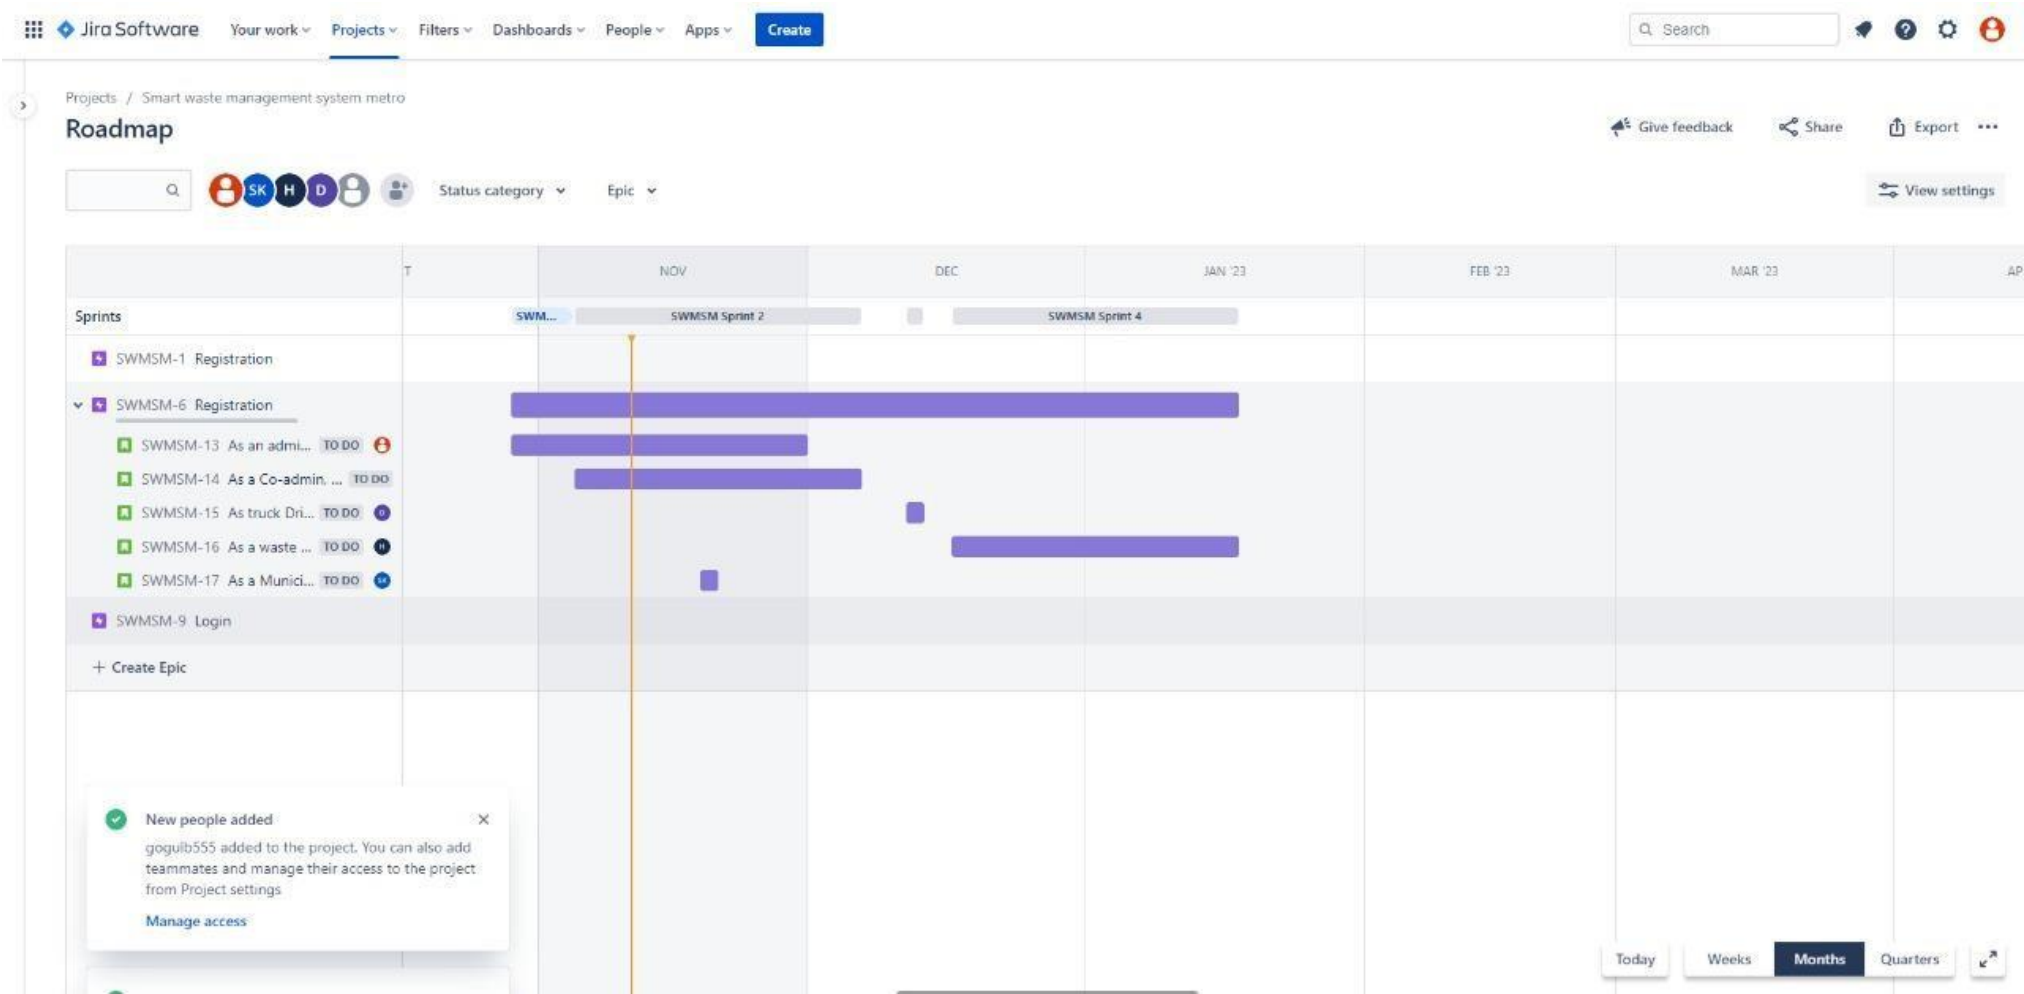 Jira Software Your work Projects Filters Dashboards People Apps Create Search
Projects / Smart waste management system metro
Roadmap
Give feedback Share Export
SK H D Status category Epic View settings
T NOV DEC JAN '23 FEB '23 MAR '23 AP
Sprints SWM... SWMSM Sprint 2 SWMSM Sprint 4
SWMSM-1 Registration
SWMSM-6 Registration
SWMSM-13 As an admi... TO DO
SWMSM-14 As a Co-admin, ... TO DO
SWMSM-15 As truck Dri... TO DO D
SWMSM-16 As a waste ... TO DO H
SWMSM-17 As a Munici... TO DO SK
SWMSM-9 Login
+ Create Epic
New people added
gogulb555 added to the project. You can also add
teammates and manage their access to the project
from Project settings
Manage access
Today Weeks Months Quarters